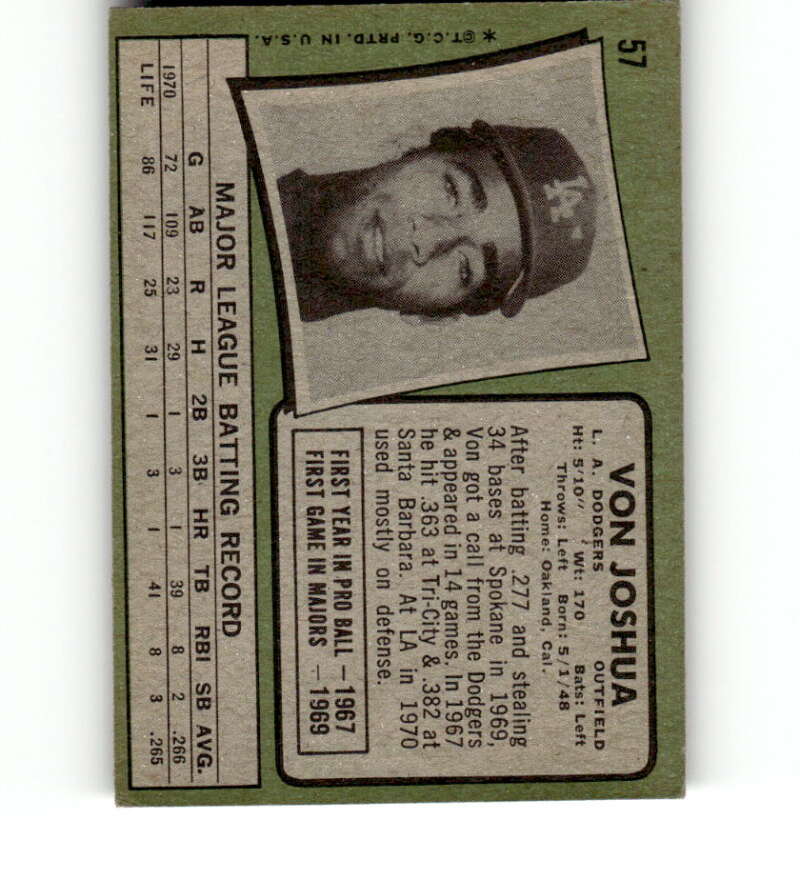 57
* © T.C.G. PRTD. IN U.S.A.
LA
VON JOSHUA
L. A. DODGERS OUTFIELD
Ht: 5'10" Wt: 170 Bats: Left
Throws: Left Born: 5/1/48
Home: Oakland, Cal.
After batting .277 and stealing
34 bases at Spokane in 1969,
Von got a call from the Dodgers
& appeared in 14 games. In 1967
he hit .363 at Tri-City & .382 at
Santa Barbara. At LA in 1970
used mostly on defense.
FIRST YEAR IN PRO BALL—1967
FIRST GAME IN MAJORS —1969
MAJOR LEAGUE BATTING RECORD
G AB R H 2B 3B HR TB RBI SB AVG.
1970 72 109 23 29 1 3 1 39 8 2 .266
LIFE 86 117 25 31 1 3 1 41 8 3 .265